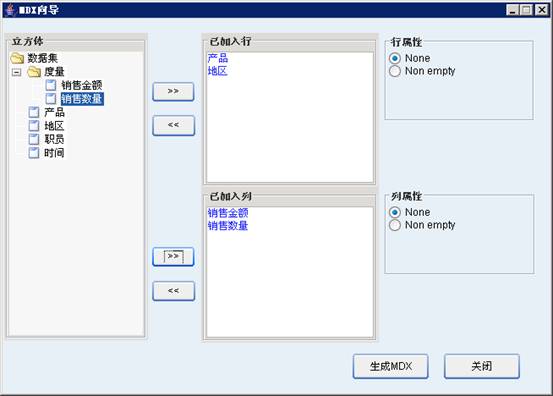 MDX向导
立方体
数据集
度量
销售金额
销售数量
产品
地区
职员
时间
>>
<<
>>
<<
已加入行
产品
地区
已加入列
销售金额
销售数量
行属性
None
Non empty
列属性
None
Non empty
生成MDX
关闭